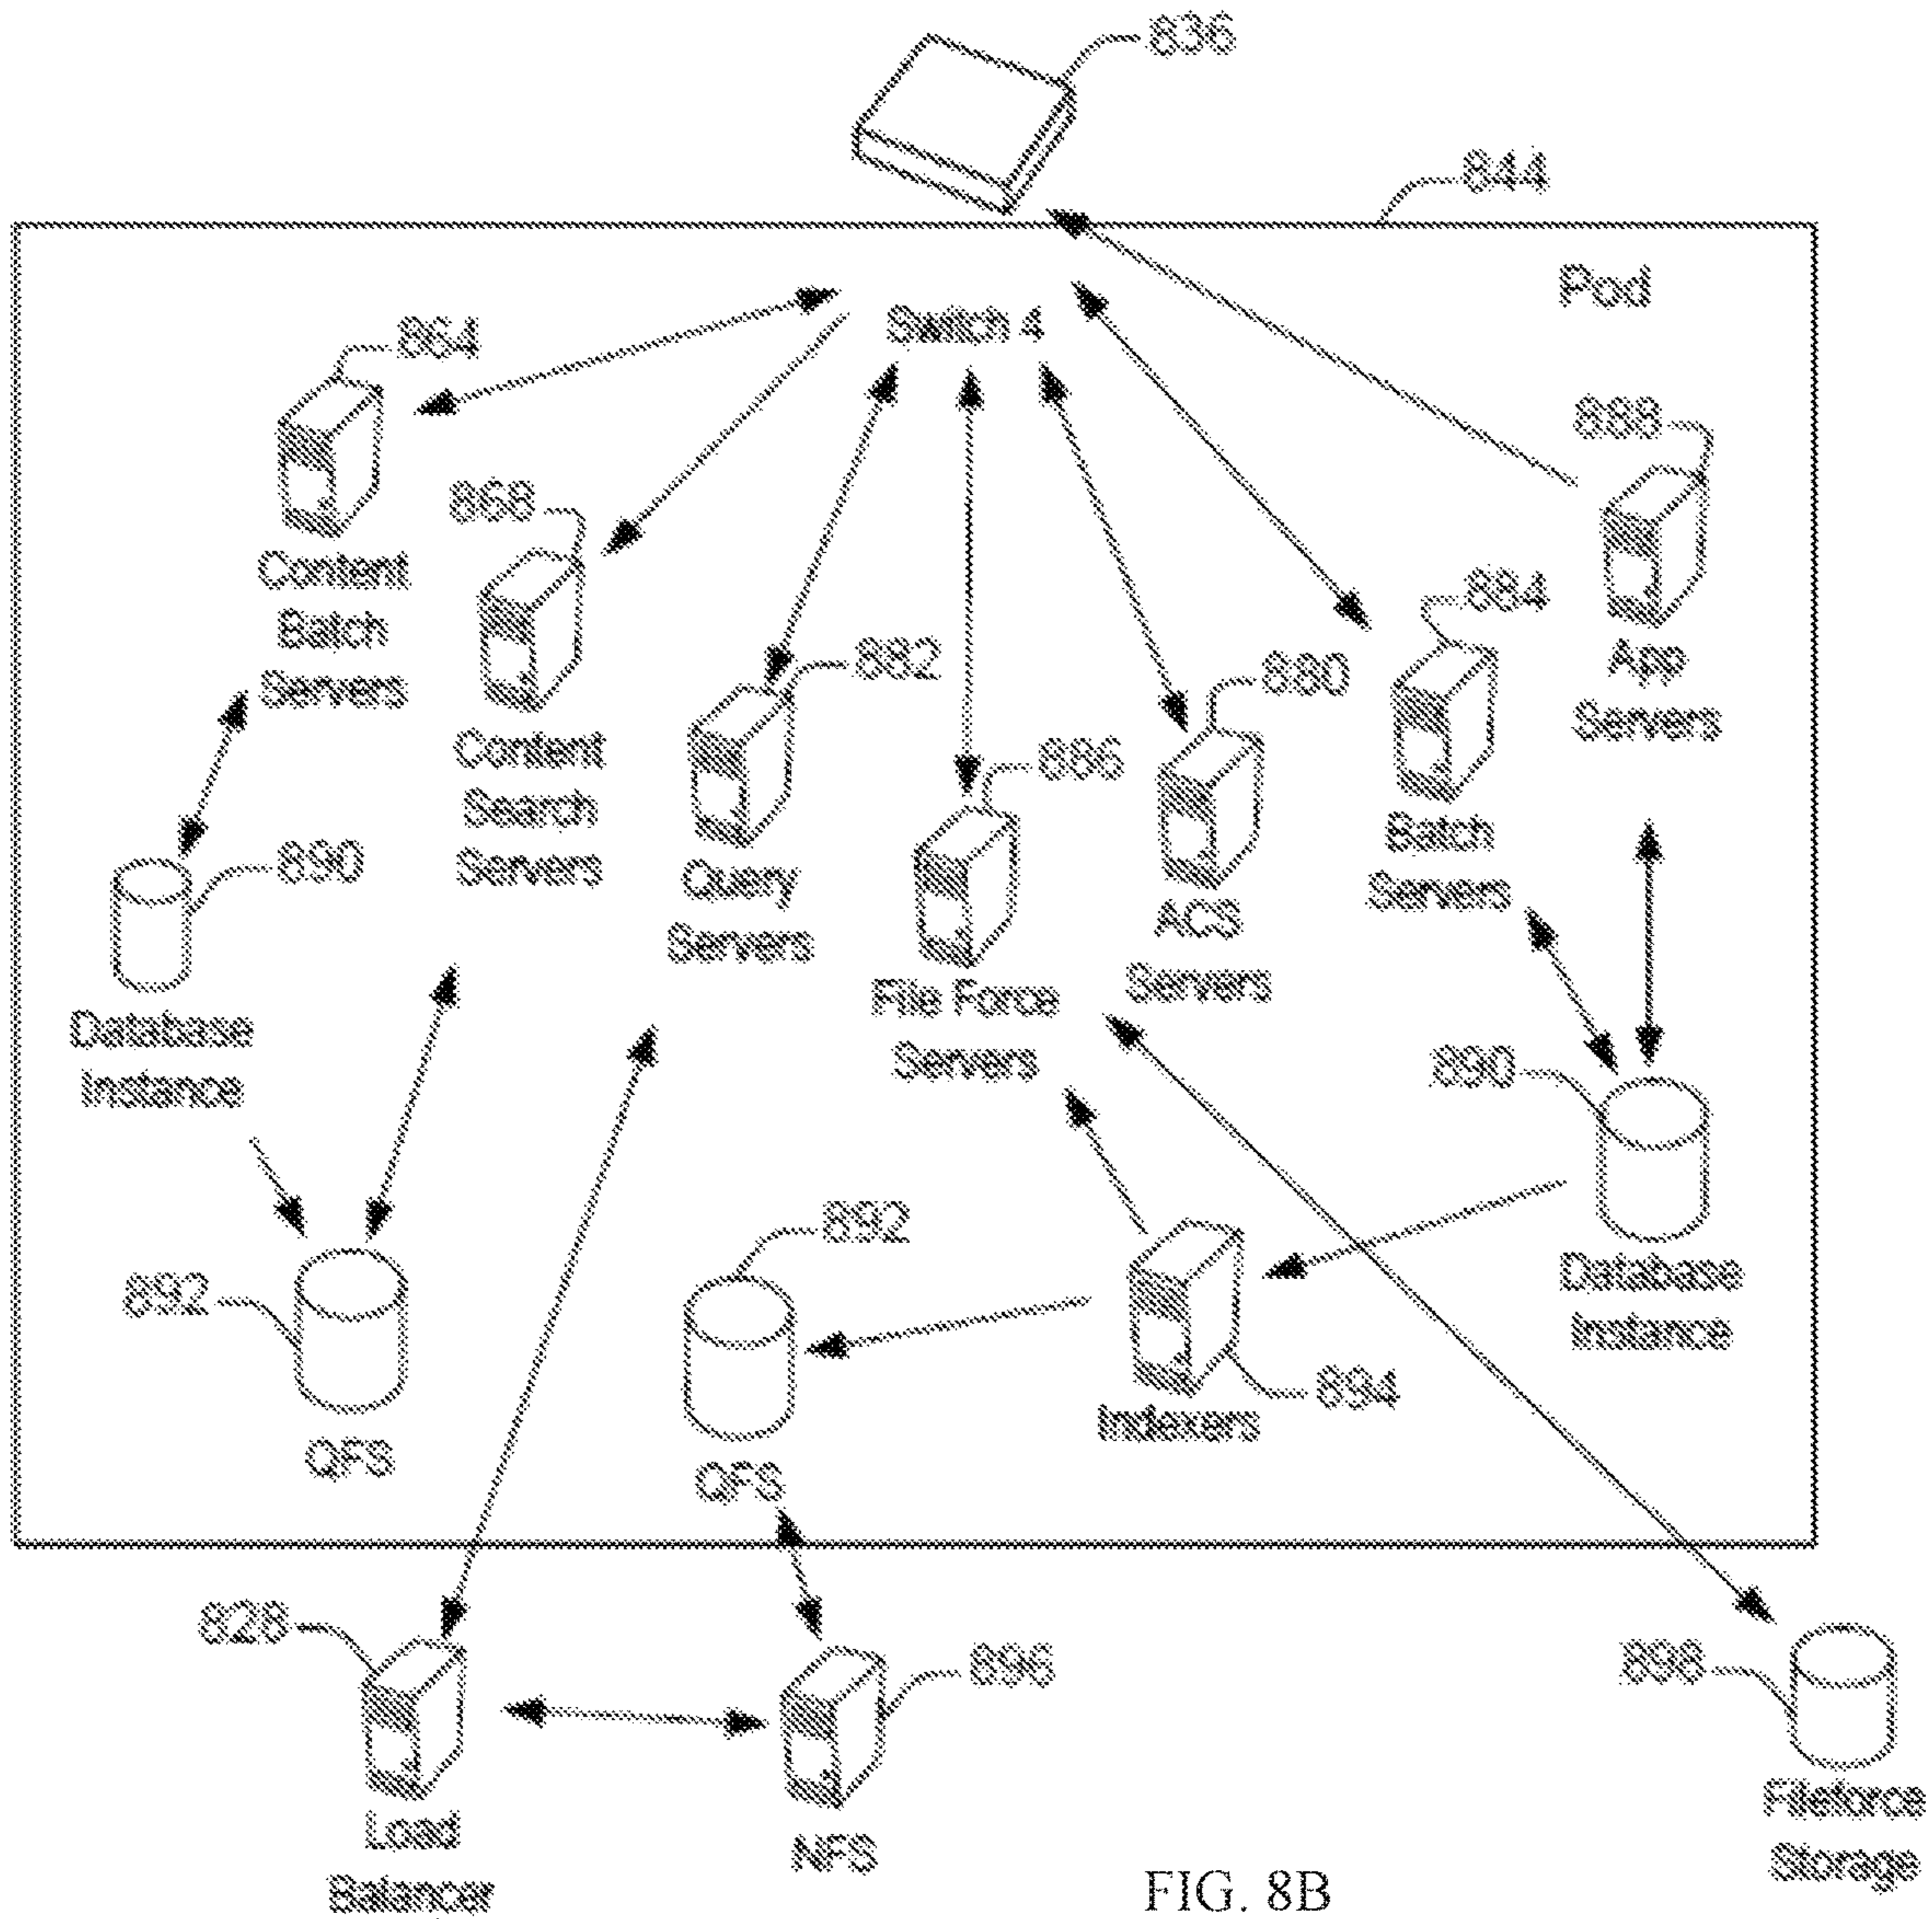 836
844
Pod
Switch 4
864
888
868
Content
Batch
Servers
884
App
Servers
882
880
Content
Search
Servers
886
Batch
Servers
890
Query
Servers
ACS
Servers
Database
Instance
File Force
Servers
890
892
892
Database
Instance
894
Indexers
QFS
QFS
828
896
898
Load
Balancer
NFS
Fileforce
Storage
FIG. 8B